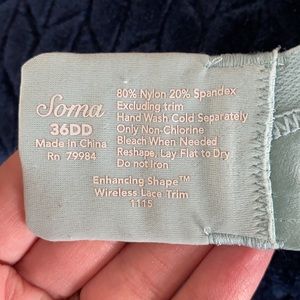 Soma
36DD
Made in China
Rn 79984
80% Nylon 20% Spandex
Excluding trim
Hand Wash Cold Separately
Only Non-Chlorine
Bleach When Needed
Reshape, Lay Flat to Dry
Do not Iron
Enhancing Shape™
Wireless Lace Trim
1115